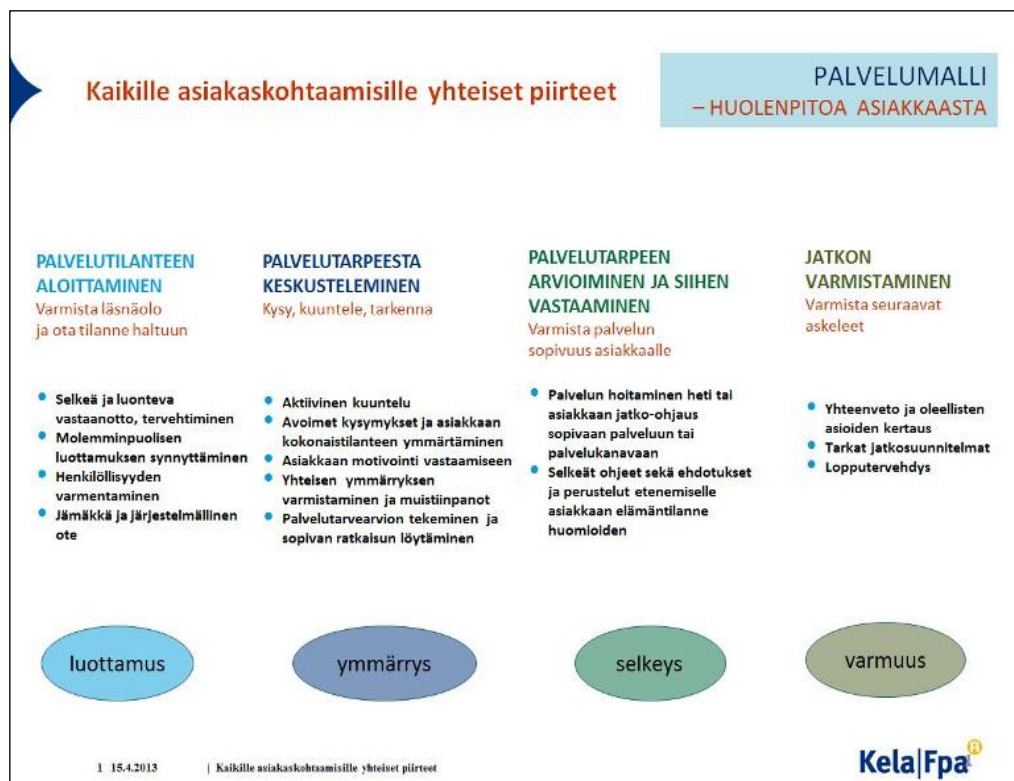 Kaikille asiakaskohtaamisille yhteiset piirteet
PALVELUMALLI
– HUOLENPITOA ASIAKKAASTA
PALVELUTILANTEEN
ALOITTAMINEN
Varmista läsnäolo
ja ota tilanne haltuun
• Selkeä ja luonteva
vastaanotto, tervehtiminen
• Molemminpuolisen
luottamuksen synnyttäminen
• Henkilöllisyyden
varmentaminen
• Jämäkkä ja järjestelmällinen
ote
luottamus
PALVELUTARPEESTA
KESKUSTELEMINEN
Kysy, kuuntele, tarkenna
• Aktiivinen kuuntelu
• Avoimet kysymykset ja asiakkaan
kokonaistilanteen ymmärtäminen
• Asiakkaan motivointi vastaamiseen
• Yhteisen ymmärryksen
varmistaminen ja muistiinpanot
• Palvelutarvearvion tekeminen ja
sopivan ratkaisun löytäminen
ymmärrys
PALVELUTARPEEN
ARVIOIMINEN JA SIIHEN
VASTAAMINEN
Varmista palvelun
sopivuus asiakkaalle
• Palvelun hoitaminen heti tai
asiakkaan jatko-ohjaus
sopivaan palveluun tai
palvelukanavaan
• Selkeät ohjeet sekä ehdotukset
ja perustelut etenemiselle
asiakkaan elämäntilanne
huomioiden
selkeys
JATKON
VARMISTAMINEN
Varmista seuraavat
askeleet
• Yhteenveto ja oleellisten
asioiden kertaus
• Tarkat jatkosuunnitelmat
• Lopputervehdys
varmuus
1 15.4.2013 | Kaikille asiakaskohtaamisille yhteiset piirteet
Kela|Fpa®